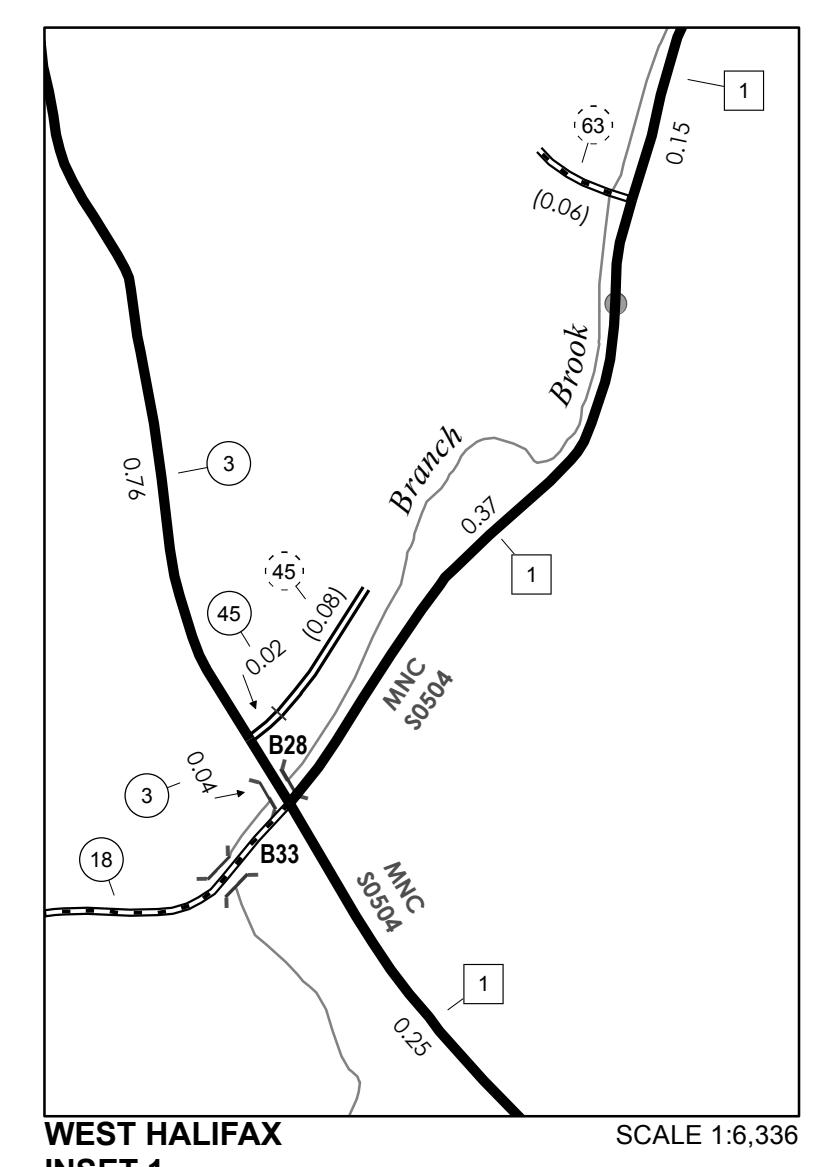 1
63
0.15
(0.06)
Brook
Branch
3
0.76
0.37
1
45
45
(0.08)
0.02
MNC
S0504
B28
0.04
3
B33
18
MNC
S0504
1
0.25
WEST HALIFAX
SCALE 1:6,336
INSET 1